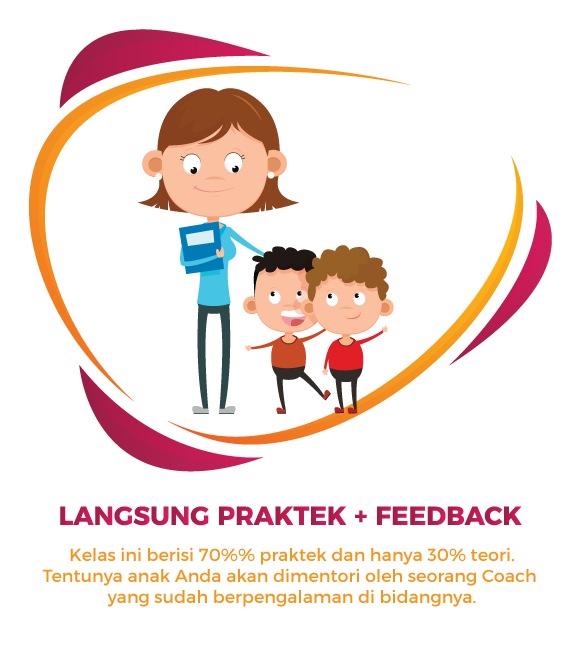 LANGSUNG PRAKTEK + FEEDBACK
Kelas ini berisi 70%% praktek dan hanya 30% teori.
Tentunya anak Anda akan dimentori oleh seorang Coach
yang sudah berpengalaman di bidangnya.